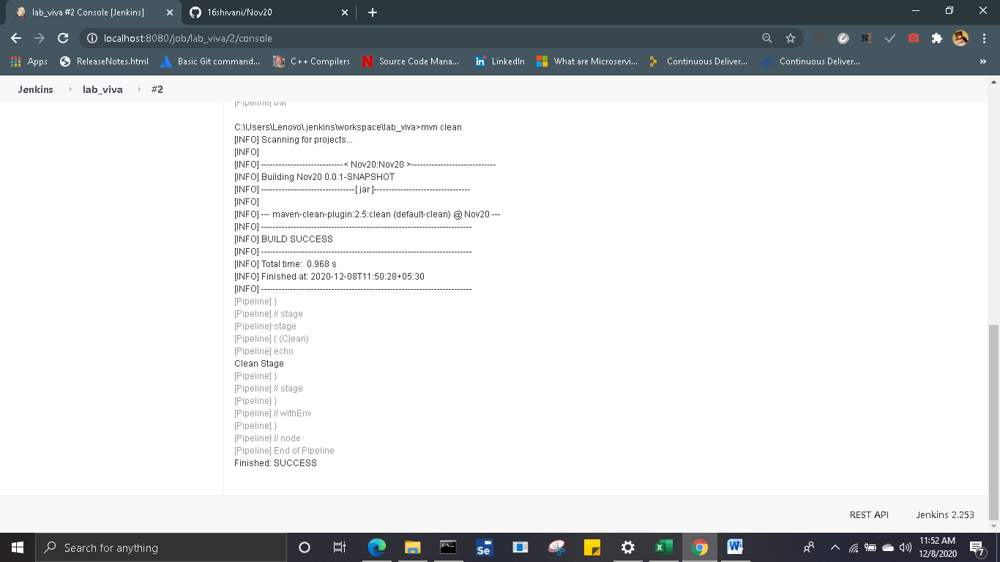 lab_viva #2 Console [Jenkins]
16shivani/Nov20
localhost:8080/job/lab_viva/2/console
Apps
ReleaseNotes.html
Basic Git command...
C++ Compilers
N
Source Code Mana...
in
LinkedIn
What are Microservi...
Continuous Deliver...
e!
Continuous Deliver...
»
Jenkins
lab_viva
#2
[Pipeline] bat
C:\Users\Lenovo\.jenkins\workspace\lab_viva>mvn clean
[INFO] Scanning for projects...
[INFO]
[INFO] ----------------------------< Nov20:Nov20 >-----------------------------
[INFO] Building Nov20 0.0.1-SNAPSHOT
[INFO] --------------------------------[ jar ]---------------------------------
[INFO]
[INFO] --- maven-clean-plugin:2.5:clean (default-clean) @ Nov20 ---
[INFO] ------------------------------------------------------------------------
[INFO] BUILD SUCCESS
[INFO] ------------------------------------------------------------------------
[INFO] Total time:  0.968 s
[INFO] Finished at: 2020-12-08T11:50:28+05:30
[INFO] ------------------------------------------------------------------------
[Pipeline] }
[Pipeline] // stage
[Pipeline] stage
[Pipeline] { (Clean)
[Pipeline] echo
Clean Stage
[Pipeline] }
[Pipeline] // stage
[Pipeline] }
[Pipeline] // withEnv
[Pipeline] }
[Pipeline] // node
[Pipeline] End of Pipeline
Finished: SUCCESS
REST API
Jenkins 2.253
Search for anything
Se
11:52 AM
12/8/2020
7